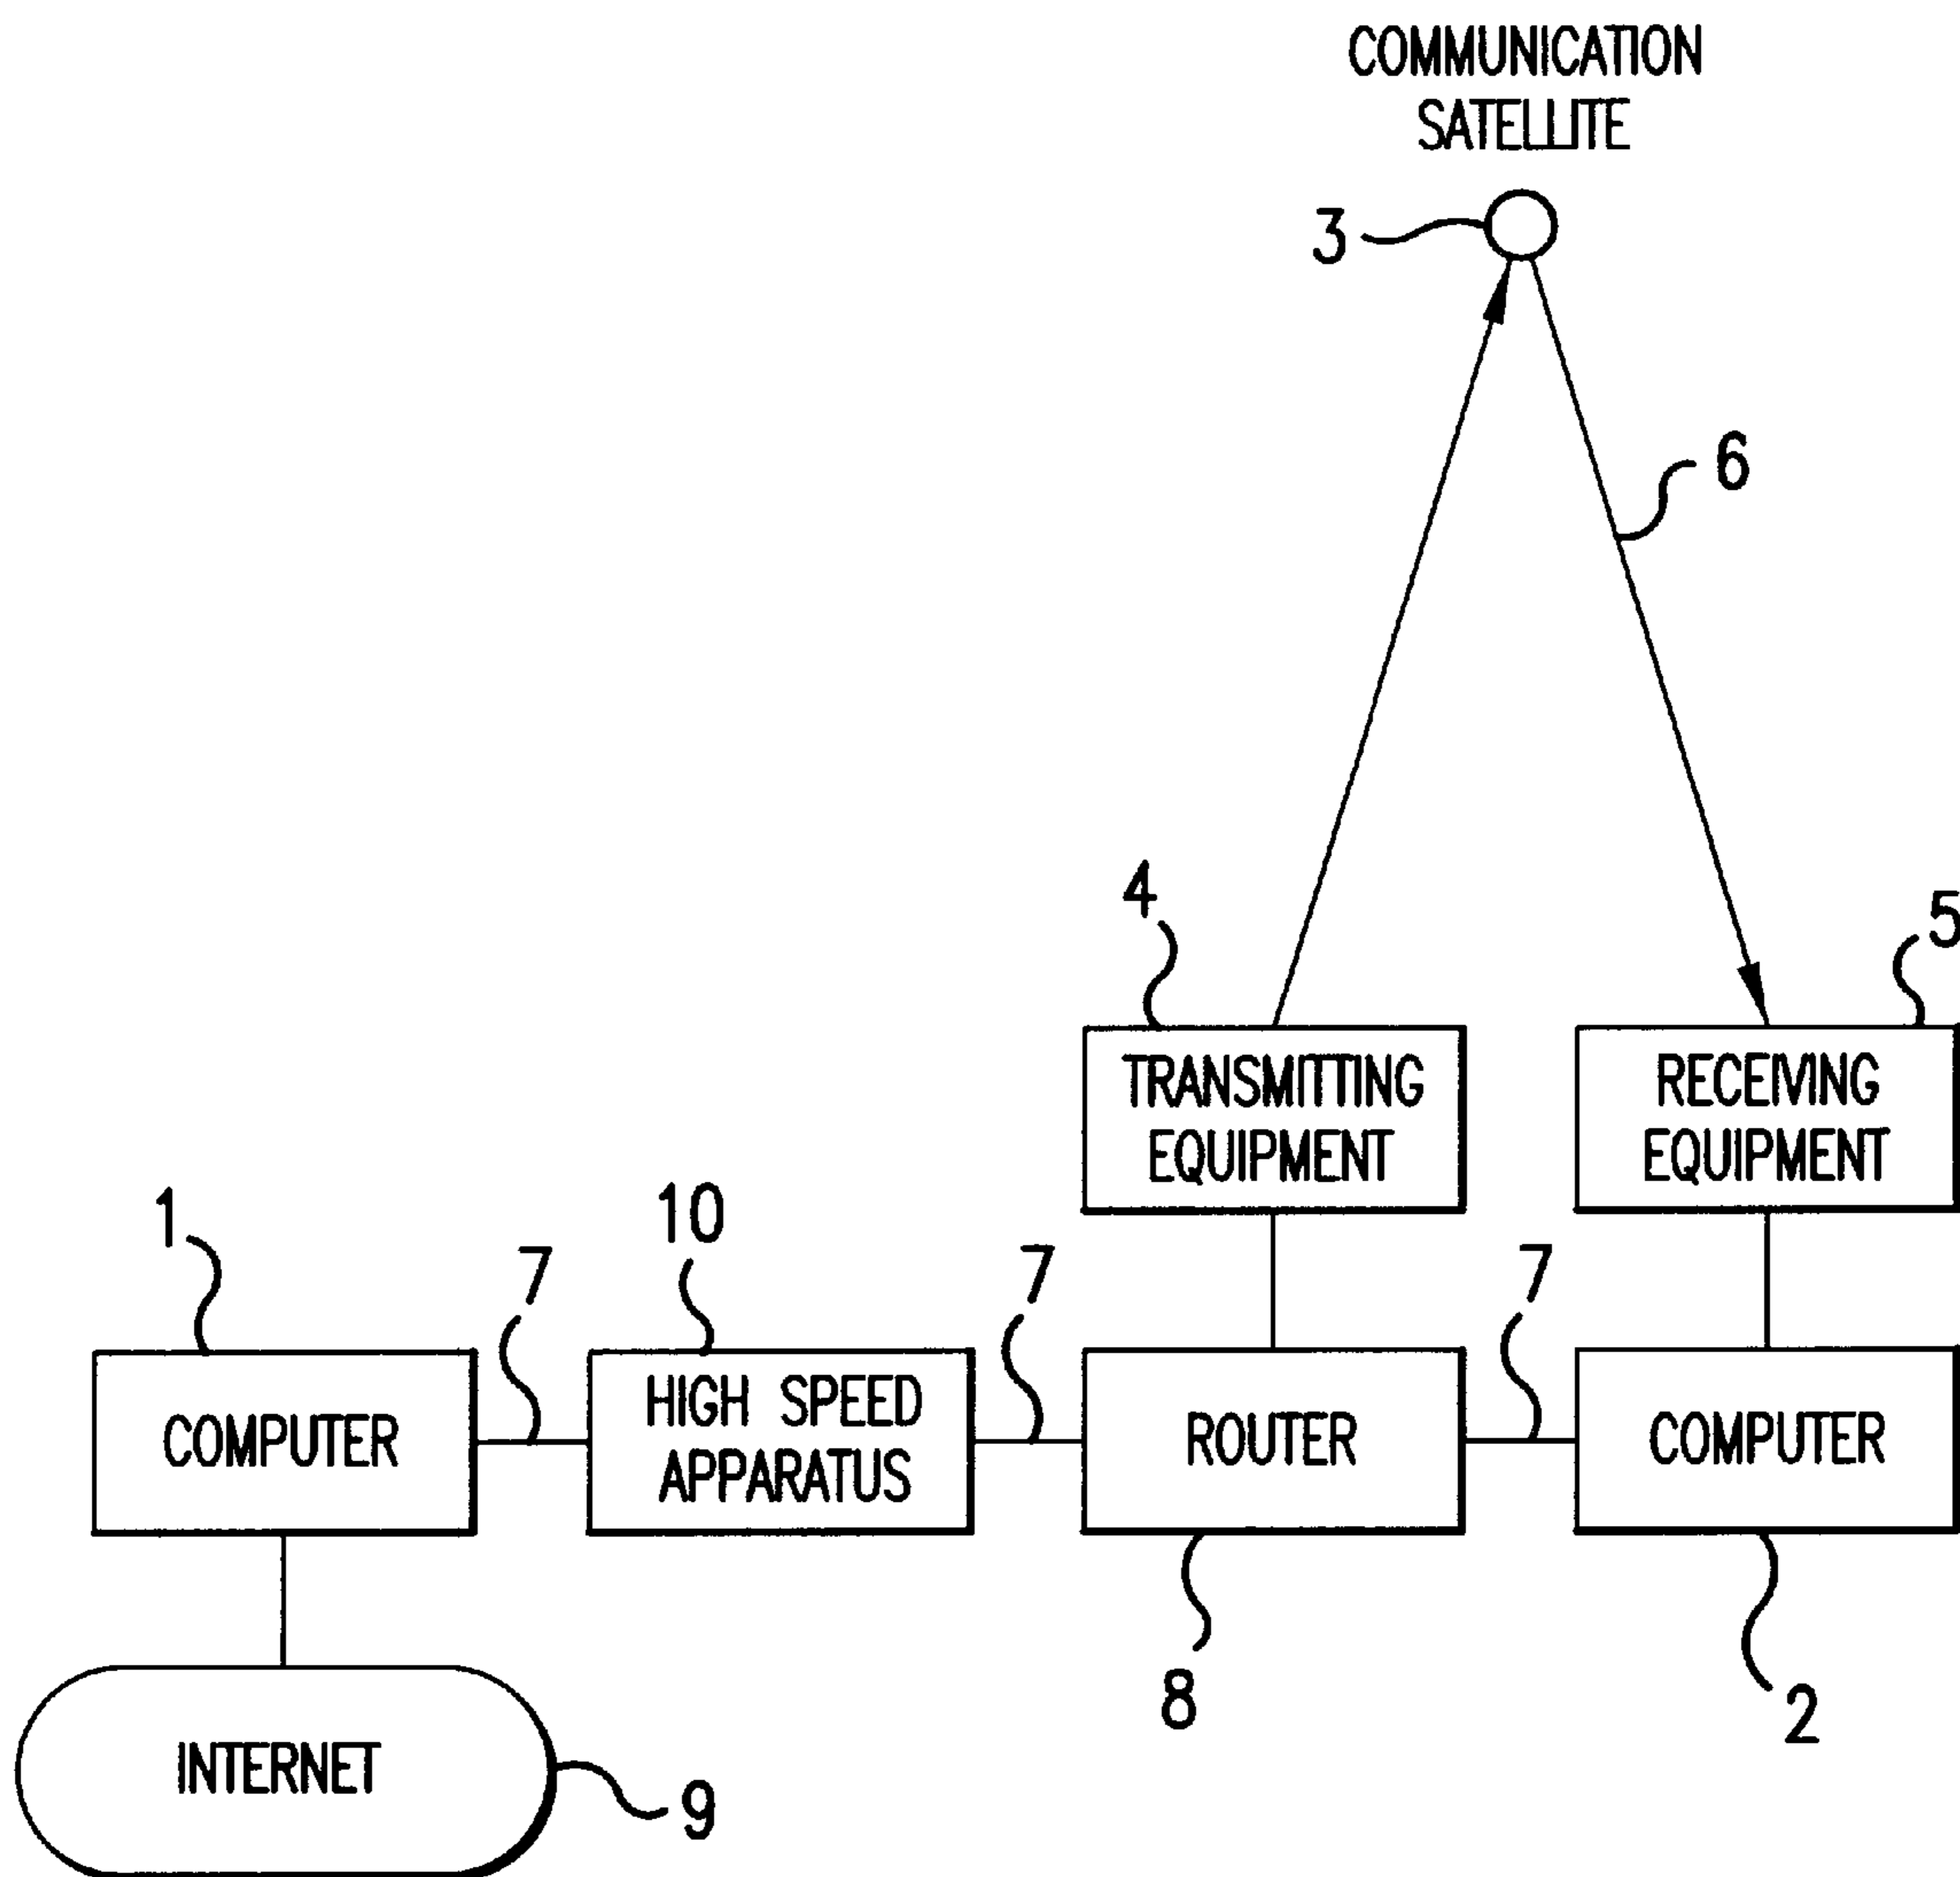 COMMUNICATION
SATELLITE
3
6
4
5
TRANSMITTING
EQUIPMENT
RECEIVING
EQUIPMENT
1
7
10
7
7
COMPUTER
HIGH SPEED
APPARATUS
ROUTER
COMPUTER
8
2
INTERNET
9